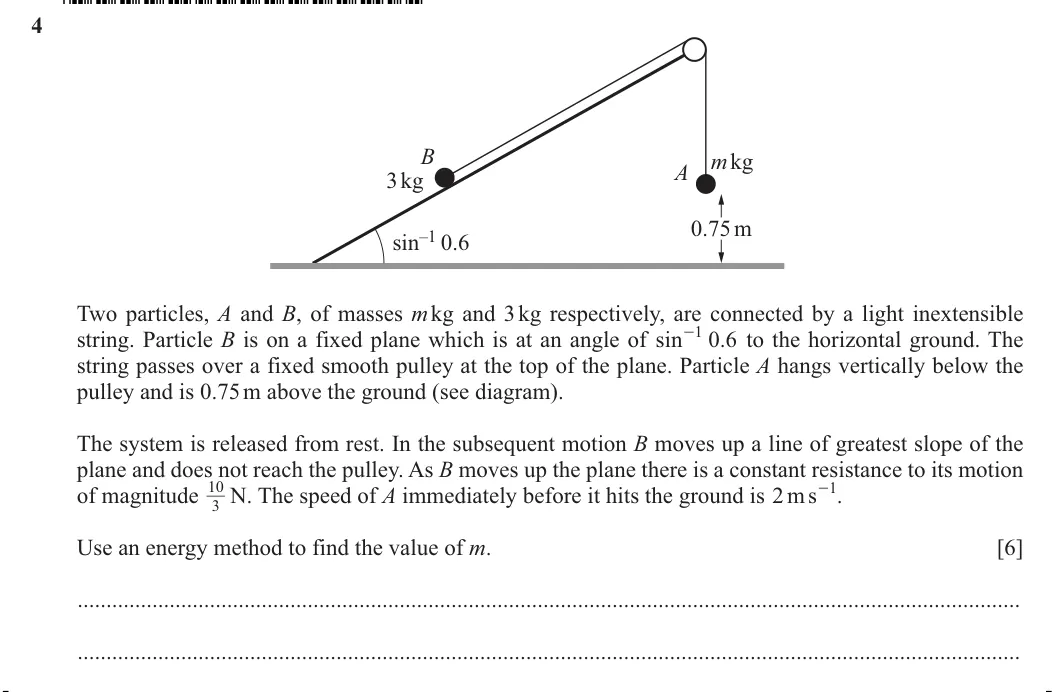 4
B
3 kg
A
m kg
0.75 m
sin⁻¹ 0.6
Two particles, A and B, of masses m kg and 3 kg respectively, are connected by a light inextensible
string. Particle B is on a fixed plane which is at an angle of sin⁻¹ 0.6 to the horizontal ground. The
string passes over a fixed smooth pulley at the top of the plane. Particle A hangs vertically below the
pulley and is 0.75 m above the ground (see diagram).
The system is released from rest. In the subsequent motion B moves up a line of greatest slope of the
plane and does not reach the pulley. As B moves up the plane there is a constant resistance to its motion
of magnitude 10/3 N. The speed of A immediately before it hits the ground is 2 m s⁻¹.
Use an energy method to find the value of m. [6]